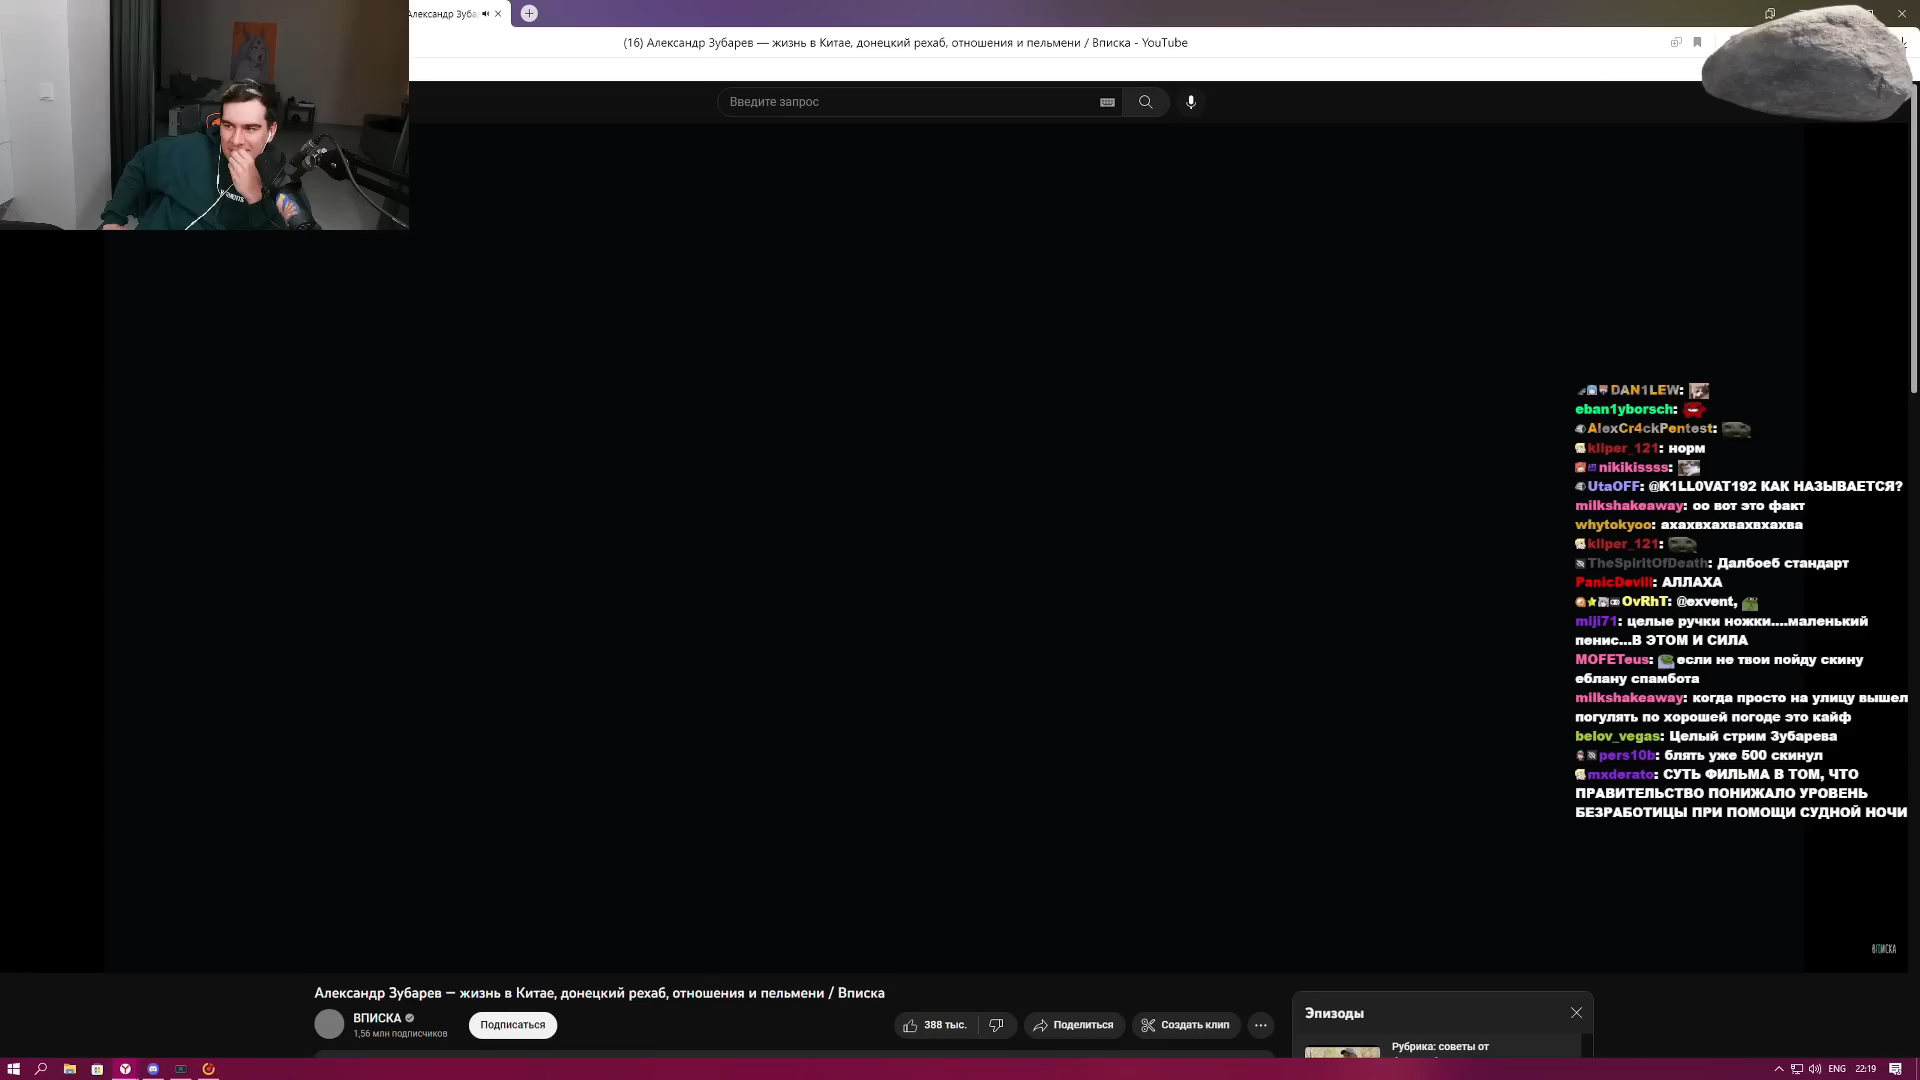 Александр Зуба
(16) Александр Зубарев — жизнь в Китае, донецкий рехаб, отношения и пельмени / Вписка - YouTube
Введите запрос
DAN1LEW:
eban1yborsch:
AlexCr4ckPentest:
kliper_121: норм
nikikissss:
UtaOFF: @K1LL0VAT192 КАК НАЗЫВАЕТСЯ?
milkshakeaway: оо вот это факт
whytokyoo: ахахвхахвахвхахва
kliper_121:
TheSpiritOfDeath: Далбоеб стандарт
PanicDevill: АЛЛАХА
OvRhT: @exvent,
miji71: целые ручки ножки....маленький
пенис...В ЭТОМ И СИЛА
MOFETeus: если не твои пойду скину
еблану спамбота
milkshakeaway: когда просто на улицу вышел
погулять по хорошей погоде это кайф
belov_vegas: Целый стрим Зубарева
pers10b: блять уже 500 скинул
mxderato: СУТЬ ФИЛЬМА В ТОМ, ЧТО
ПРАВИТЕЛЬСТВО ПОНИЖАЛО УРОВЕНЬ
БЕЗРАБОТИЦЫ ПРИ ПОМОЩИ СУДНОЙ НОЧИ
ВПИСКА
Александр Зубарев — жизнь в Китае, донецкий рехаб, отношения и пельмени / Вписка
ВПИСКА
1,56 млн подписчиков
Подписаться
388 тыс.
Поделиться
Создать клип
Эпизоды
Рубрика: советы от
ENG
22:19